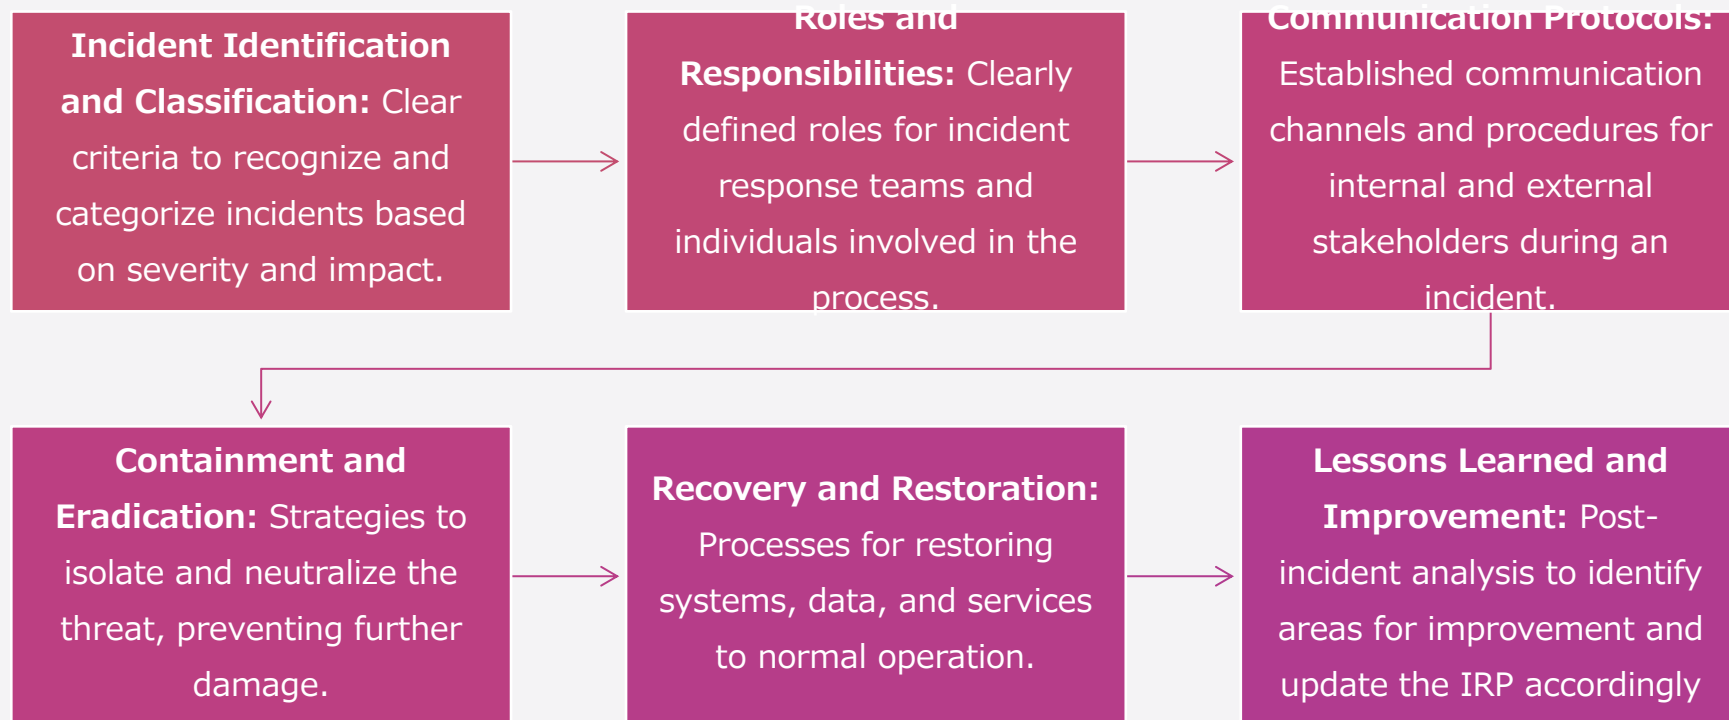 Incident Identification
and Classification: Clear
criteria to recognize and
categorize incidents based
on severity and impact.
Roles and
Responsibilities: Clearly
defined roles for incident
response teams and
individuals involved in the
process.
Communication Protocols:
Established communication
channels and procedures for
internal and external
stakeholders during an
incident.
Containment and
Eradication: Strategies to
isolate and neutralize the
threat, preventing further
damage.
Recovery and Restoration:
Processes for restoring
systems, data, and services
to normal operation.
Lessons Learned and
Improvement: Post-
incident analysis to identify
areas for improvement and
update the IRP accordingly